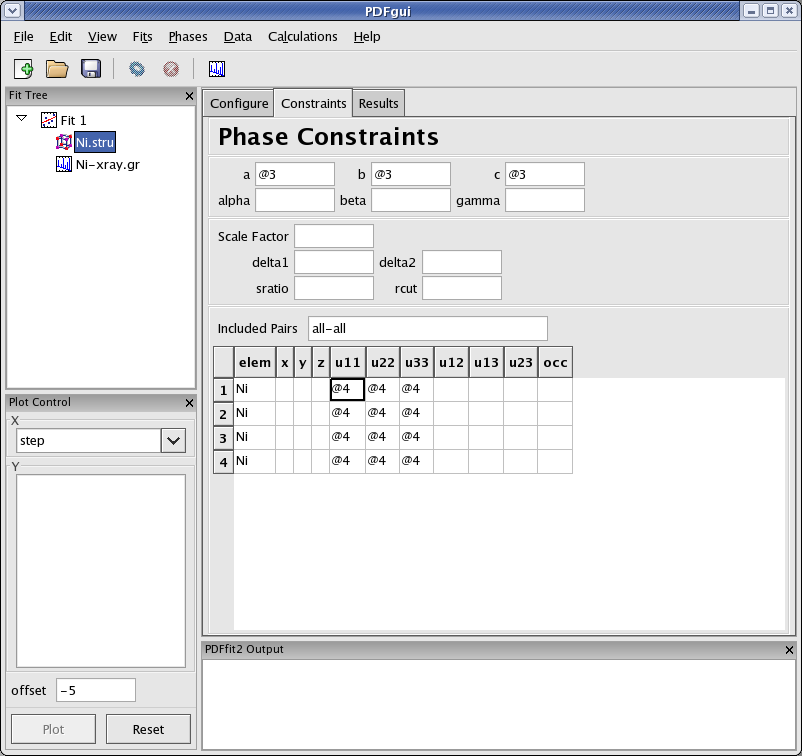 PDFgui
File Edit View Fits Phases Data Calculations Help
Fit Tree
Fit 1
Ni.stru
Ni-xray.gr
Plot Control
X
step
Y
offset -5
Plot Reset
Configure Constraints Results
Phase Constraints
a @3 b @3 c @3
alpha beta gamma
Scale Factor
delta1 delta2
sratio rcut
Included Pairs all-all
elem x y z u11 u22 u33 u12 u13 u23 occ
1 Ni @4 @4 @4
2 Ni @4 @4 @4
3 Ni @4 @4 @4
4 Ni @4 @4 @4
PDFfit2 Output